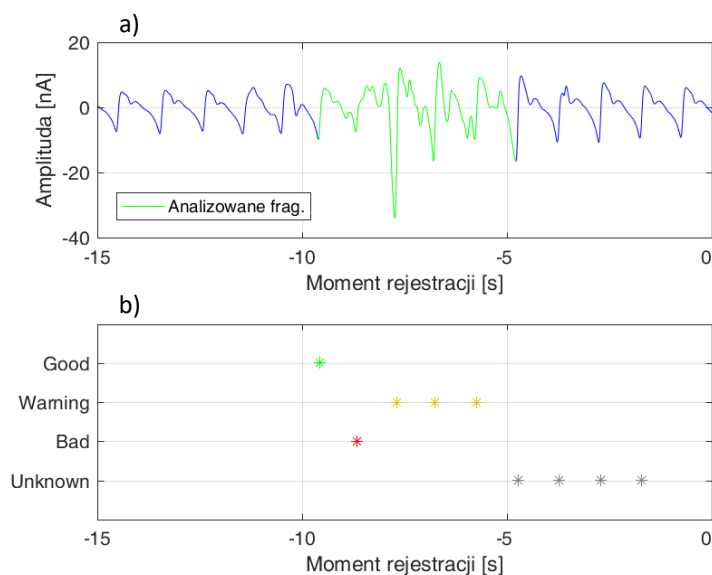 a)
20
0
-20
-40
Amplituda [nA]
Analizowane frag.
-15
-10
-5
0
Moment rejestracji [s]
b)
Good
Warning
Bad
Unknown
-15
-10
-5
0
Moment rejestracji [s]